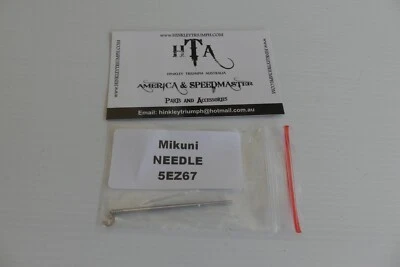 WWW.HINKLEYTRIUMPH.COM
HTA
HINKLEY TRIUMPH AUSTRALIA
AMERICA & SPEEDMASTER
PARTS AND ACCESSORIES
Email: hinkleytriumph@hotmail.com.au
Mikuni
NEEDLE
5EZ67